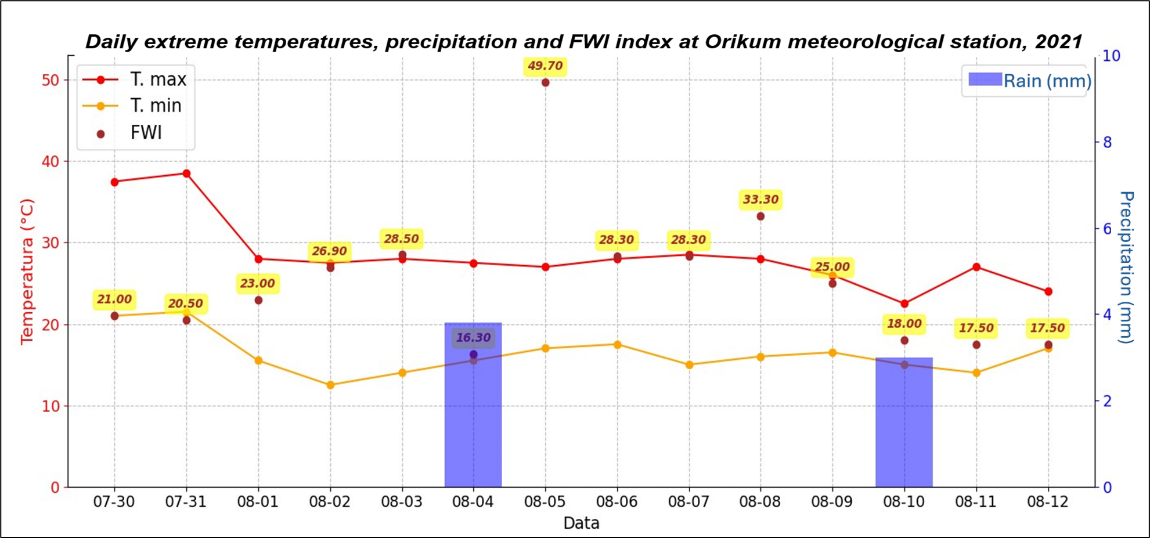 Daily extreme temperatures, precipitation and FWI index at Orikum meteorological station, 2021
T. max
T. min
FWI
Rain (mm)
Temperatura (°C)
50
40
30
20
10
0
Precipitation (mm)
10
8
6
4
2
0
21.00
20.50
23.00
26.90
28.50
16.30
49.70
28.30
28.30
33.30
25.00
18.00
17.50
17.50
07-30 07-31 08-01 08-02 08-03 08-04 08-05 08-06 08-07 08-08 08-09 08-10 08-11 08-12
Data